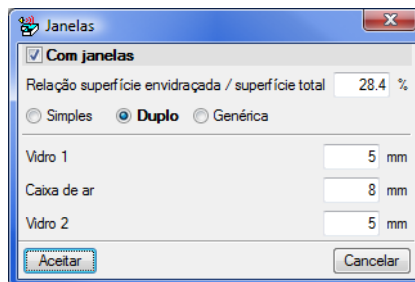 Janelas
Com janelas
Relação superfície envidraçada / superfície total 28.4 %
Simples Duplo Genérica
Vidro 1 5 mm
Caixa de ar 8 mm
Vidro 2 5 mm
Aceitar Cancelar